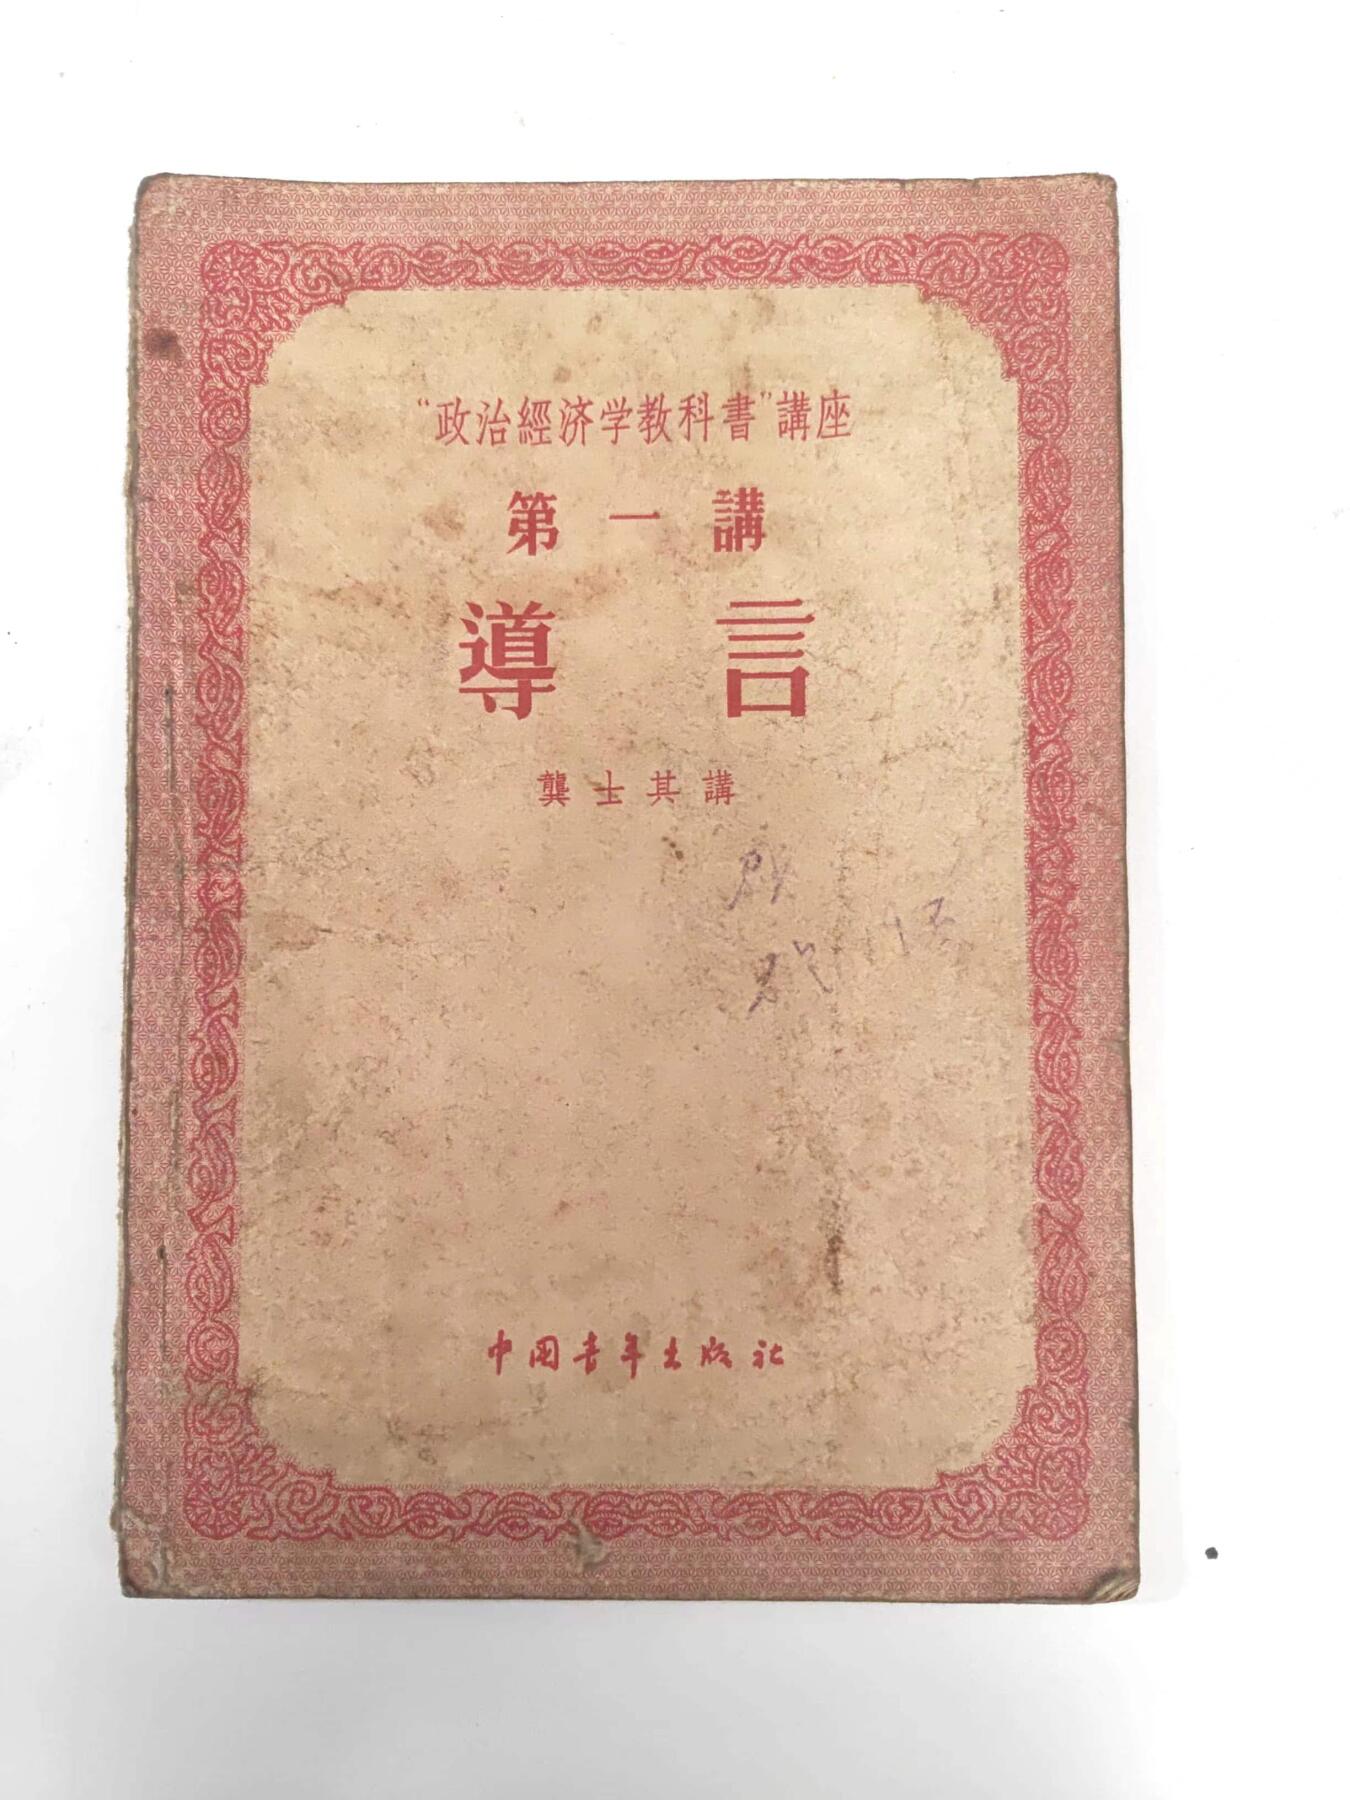 “政治經济学教科書”講座
第一講
導言
龔士其講
中国青年出版社